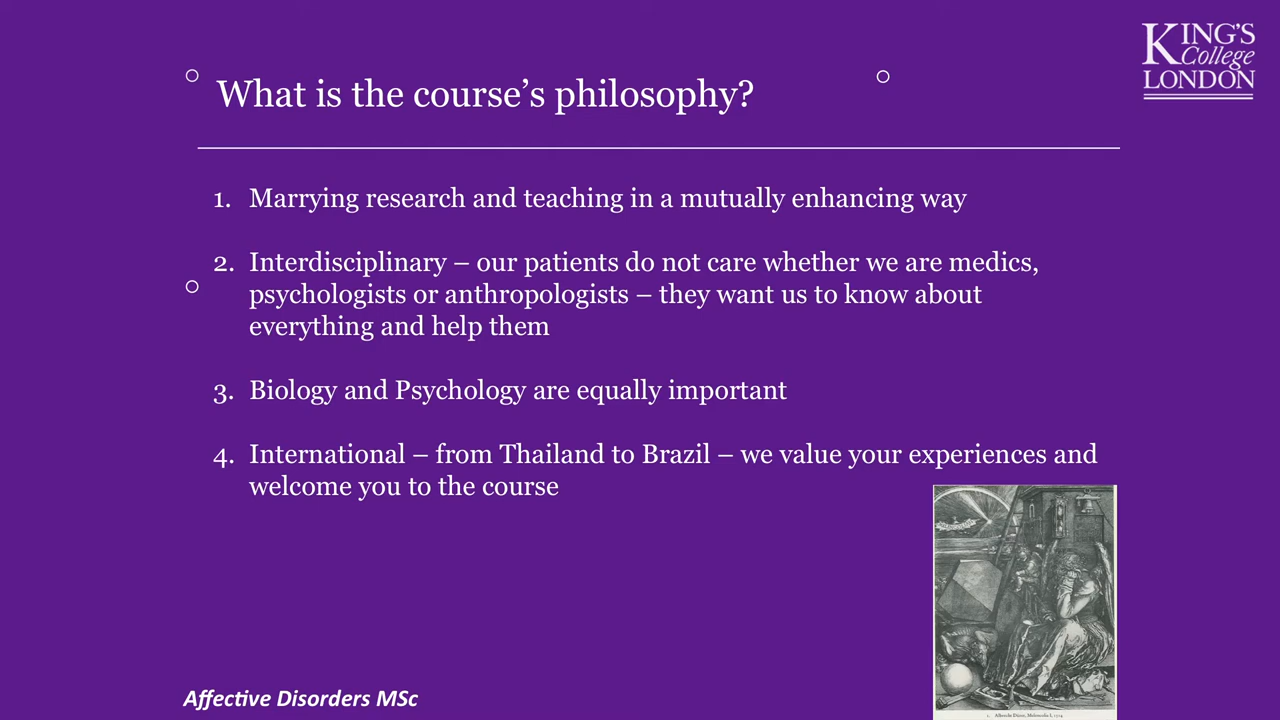 KING'S
College
LONDON
What is the course’s philosophy?
1. Marrying research and teaching in a mutually enhancing way
2. Interdisciplinary – our patients do not care whether we are medics,
psychologists or anthropologists – they want us to know about
everything and help them
3. Biology and Psychology are equally important
4. International – from Thailand to Brazil – we value your experiences and
welcome you to the course
Affective Disorders MSc